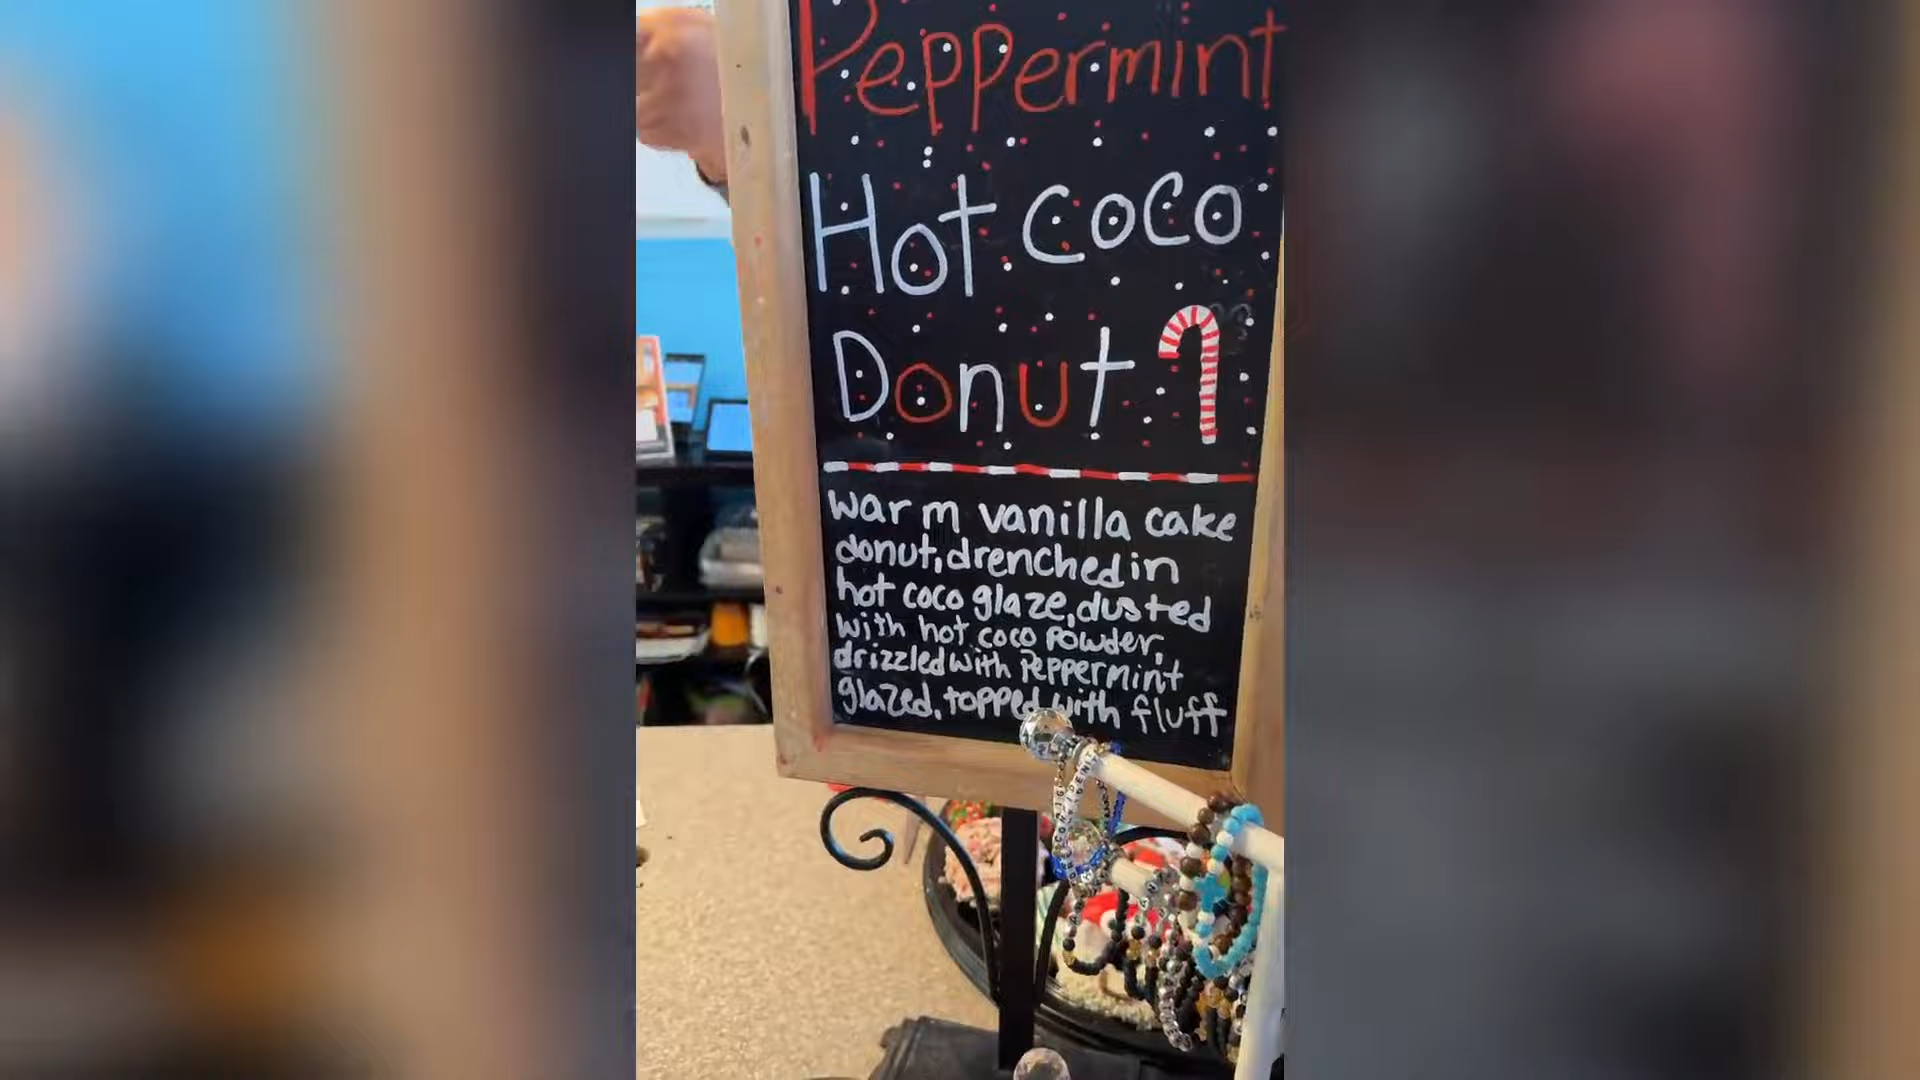 Peppermint
Hot coco
Donut
warm vanilla cake
donut, drenched in
hot coco glaze, dusted
with hot coco powder,
drizzled with peppermint
glazed. topped with fluff